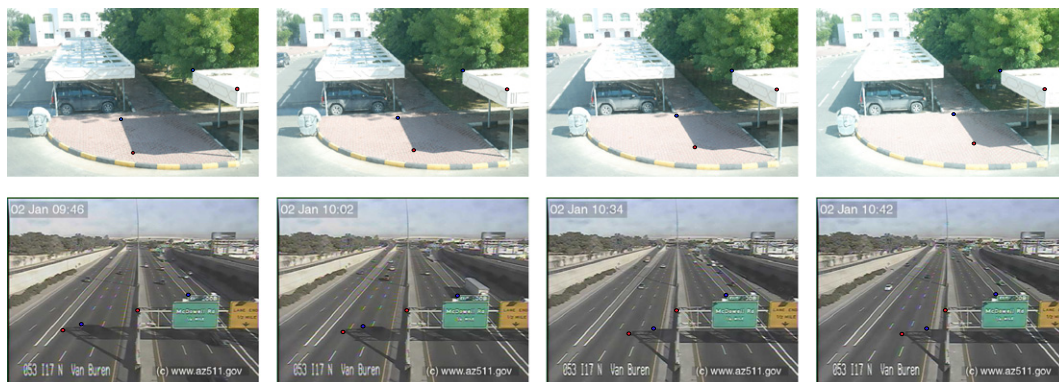 02 Jan 09:46
McDowell Rd
053 I17 N Van Buren
(c) www.az511.gov
02 Jan 10:02
McDowell Rd
053 I17 N Van Buren
(c) www.az511.gov
02 Jan 10:34
McDowell Rd
053 I17 N Van Buren
(c) www.az511.gov
02 Jan 10:42
McDowell Rd
053 I17 N Van Buren
(c) www.az511.gov